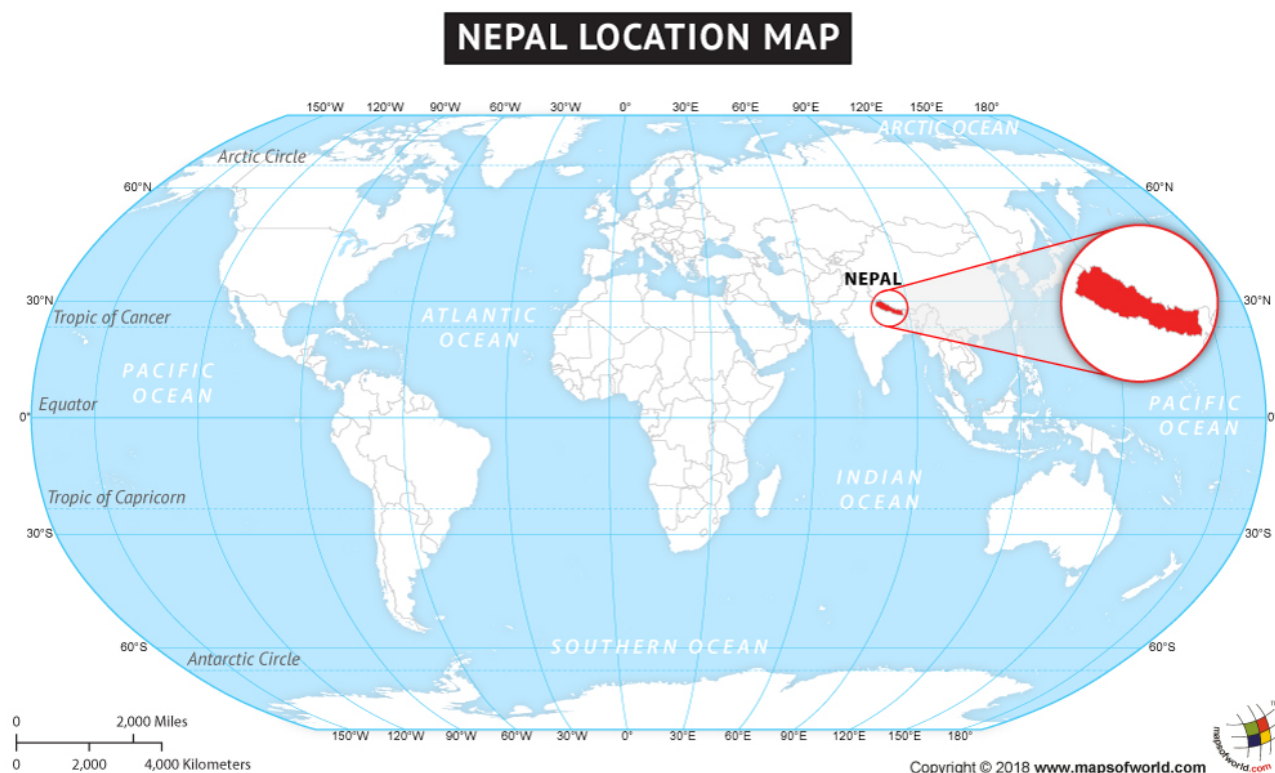 NEPAL LOCATION MAP
150°W 120°W 90°W 60°W 30°W 0° 30°E 60°E 90°E 120°E 150°E 180°
ARCTIC OCEAN
Arctic Circle
60°N 60°N
NEPAL
30°N 30°N
Tropic of Cancer
ATLANTIC
OCEAN
PACIFIC
OCEAN
Equator
PACIFIC
OCEAN
0° 0
INDIAN
OCEAN
Tropic of Capricorn
30°S 30°S
SOUTHERN OCEAN
60°S 60°S
Antarctic Circle
150°W 120°W 90°W 60°W 30°W 0° 30°E 60°E 90°E 120°E 150°E 180°
0 2,000 Miles
0 2,000 4,000 Kilometers
mapsofworld.com
Copyright © 2018 www.mapsofworld.com